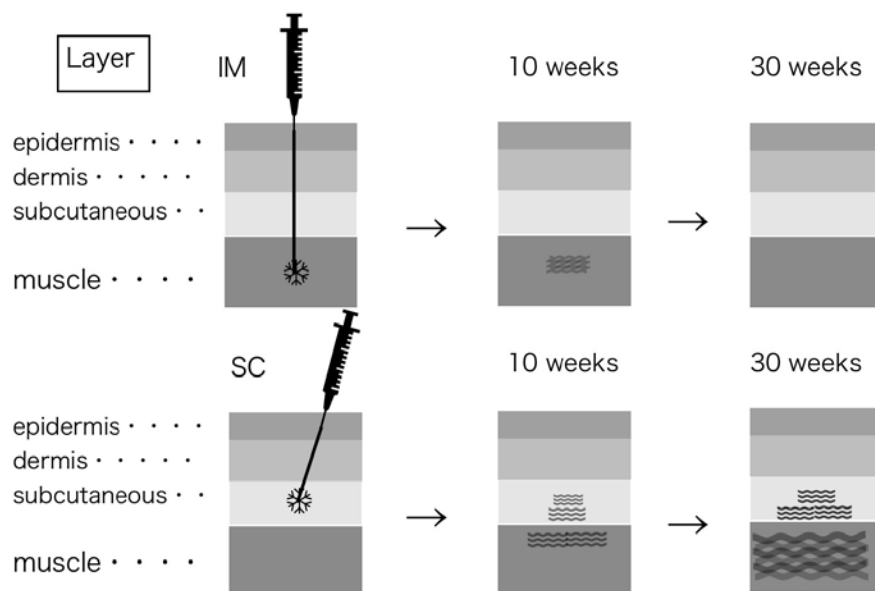 Layer
IM
10 weeks
30 weeks
epidermis · · · ·
dermis · · · · ·
subcutaneous · ·
muscle · · · ·
SC
10 weeks
30 weeks
epidermis · · · ·
dermis · · · · ·
subcutaneous · ·
muscle · · · ·